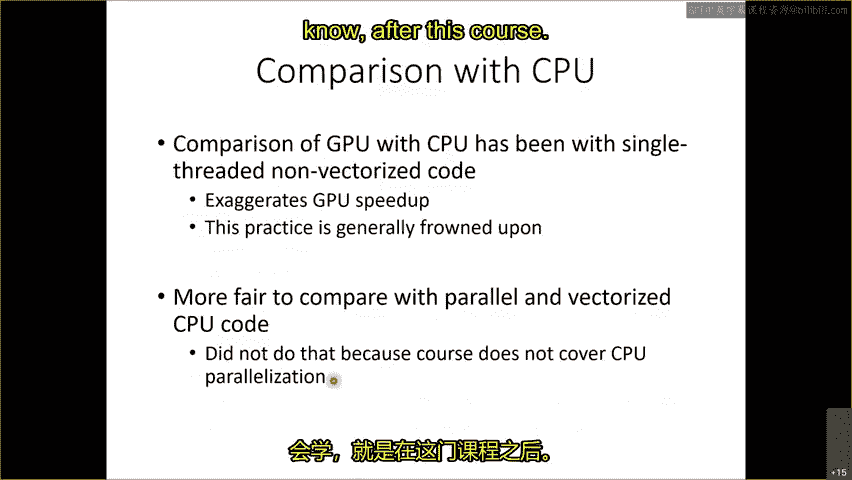 know, after this course.
Comparison with CPU
• Comparison of GPU with CPU has been with single-
threaded non-vectorized code
• Exaggerates GPU speedup
• This practice is generally frowned upon
• More fair to compare with parallel and vectorized
CPU code
• Did not do that because course does not cover CPU
parallelization
会学，就是在这门课程之后。
+15